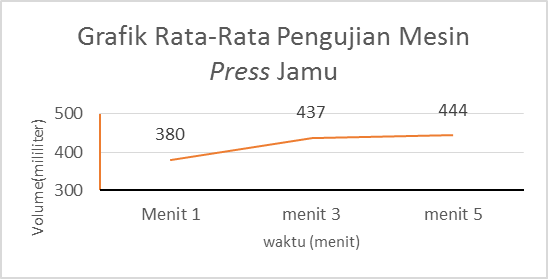 Grafik Rata-Rata Pengujian Mesin
Press Jamu
Volume(mililiter)
500
400
300
380
437
444
Menit 1
menit 3
menit 5
waktu (menit)